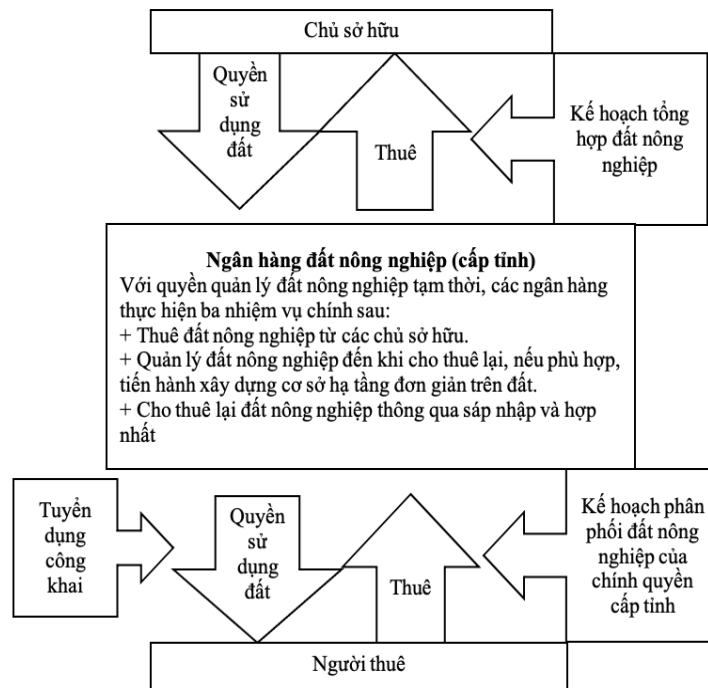 Chủ sở hữu
Quyền
sử
dụng
đất
Thuê
Kế hoạch tổng
hợp đất nông
nghiệp
Ngân hàng đất nông nghiệp (cấp tỉnh)
Với quyền quản lý đất nông nghiệp tạm thời, các ngân hàng
thực hiện ba nhiệm vụ chính sau:
+ Thuê đất nông nghiệp từ các chủ sở hữu.
+ Quản lý đất nông nghiệp đến khi cho thuê lại, nếu phù hợp,
tiến hành xây dựng cơ sở hạ tầng đơn giản trên đất.
+ Cho thuê lại đất nông nghiệp thông qua sáp nhập và hợp
nhất
Tuyển
dụng
công
khai
Quyền
sử
dụng
đất
Thuê
Kế hoạch phân
phối đất nông
nghiệp của
chính quyền
cấp tỉnh
Người thuê